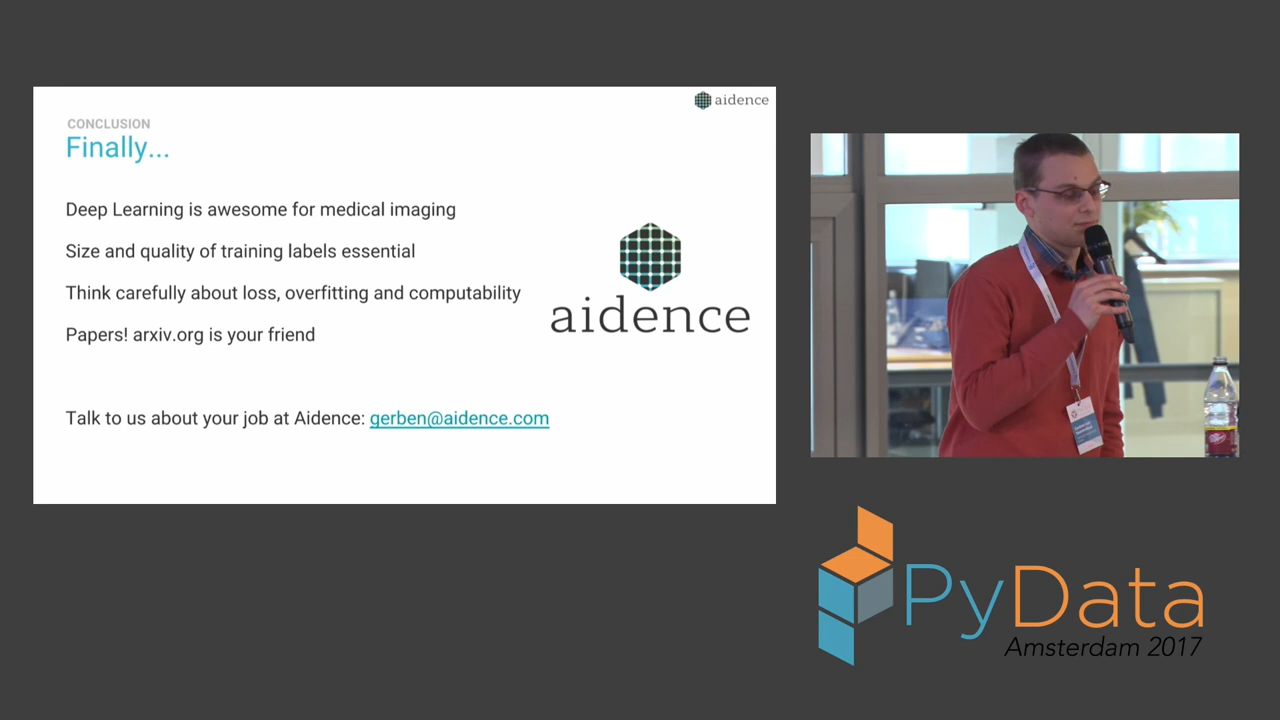 aidence
CONCLUSION
Finally...
Deep Learning is awesome for medical imaging
Size and quality of training labels essential
Think carefully about loss, overfitting and computability
Papers! arxiv.org is your friend
aidence
Talk to us about your job at Aidence: gerben@aidence.com
PyData
Amsterdam 2017